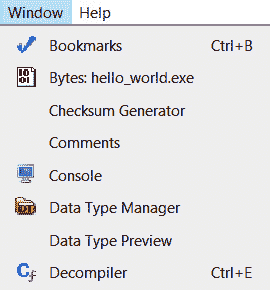 Window Help
Bookmarks Ctrl+B
Bytes: hello_world.exe
Checksum Generator
Comments
Console
Data Type Manager
Data Type Preview
Decompiler Ctrl+E